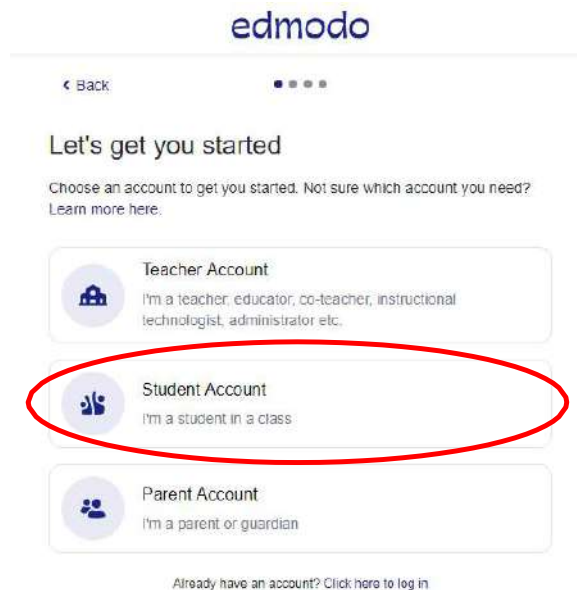 edmodo
Back
Let's get you started
Choose an account to get you started. Not sure which account you need?
Learn more here.
Teacher Account
I'm a teacher, educator, co-teacher, instructional
technologist, administrator etc.
Student Account
I'm a student in a class
Parent Account
I'm a parent or guardian
Already have an account? Click here to log in